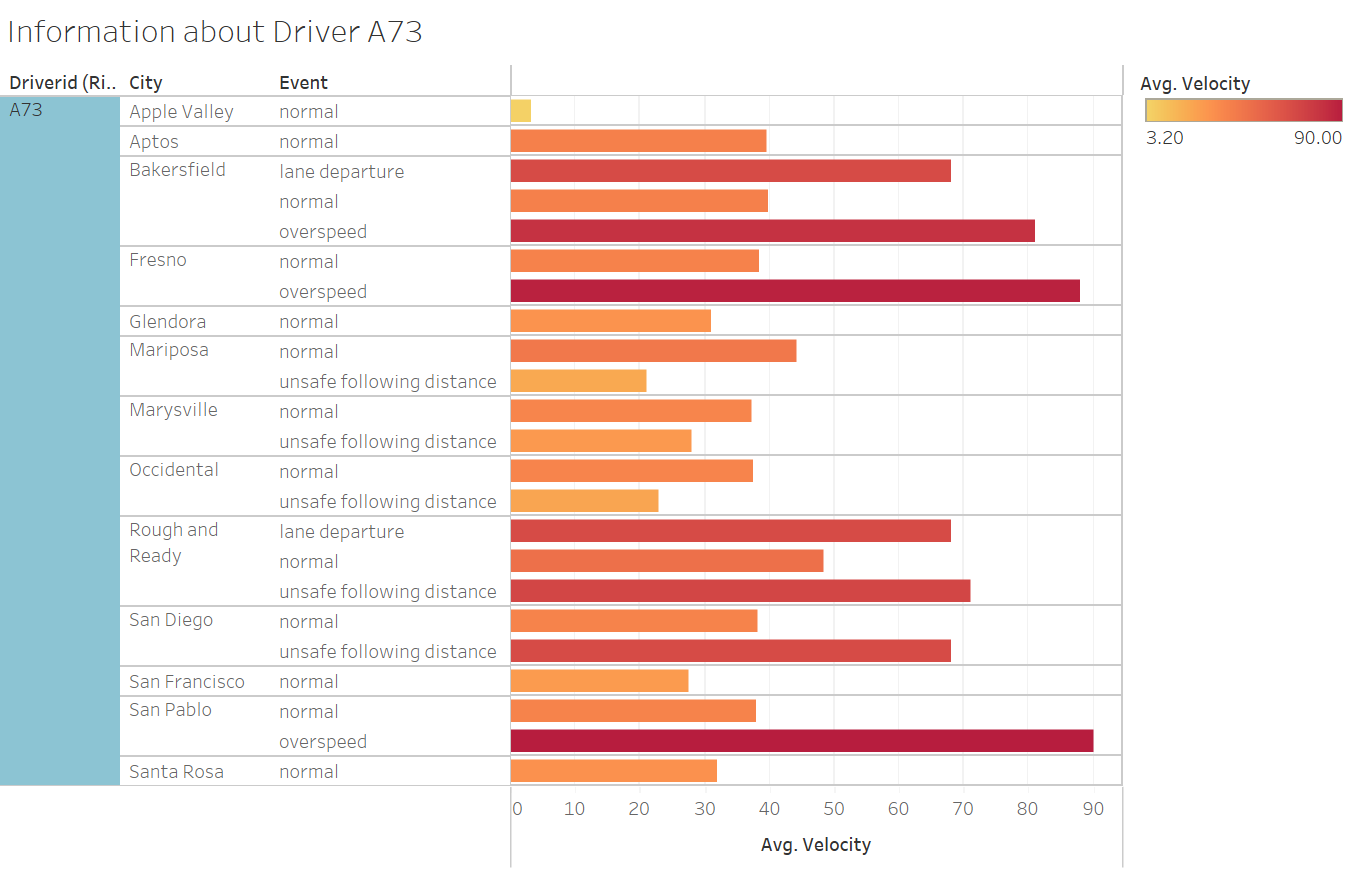 Information about Driver A73
Driverid (Ri.. City Event
Avg. Velocity
3.20 90.00
A73 Apple Valley normal
Aptos normal
Bakersfield lane departure
normal
overspeed
Fresno normal
overspeed
Glendora normal
Mariposa normal
unsafe following distance
Marysville normal
unsafe following distance
Occidental normal
unsafe following distance
Rough and lane departure
Ready normal
unsafe following distance
San Diego normal
unsafe following distance
San Francisco normal
San Pablo normal
overspeed
Santa Rosa normal
0 10 20 30 40 50 60 70 80 90
Avg. Velocity